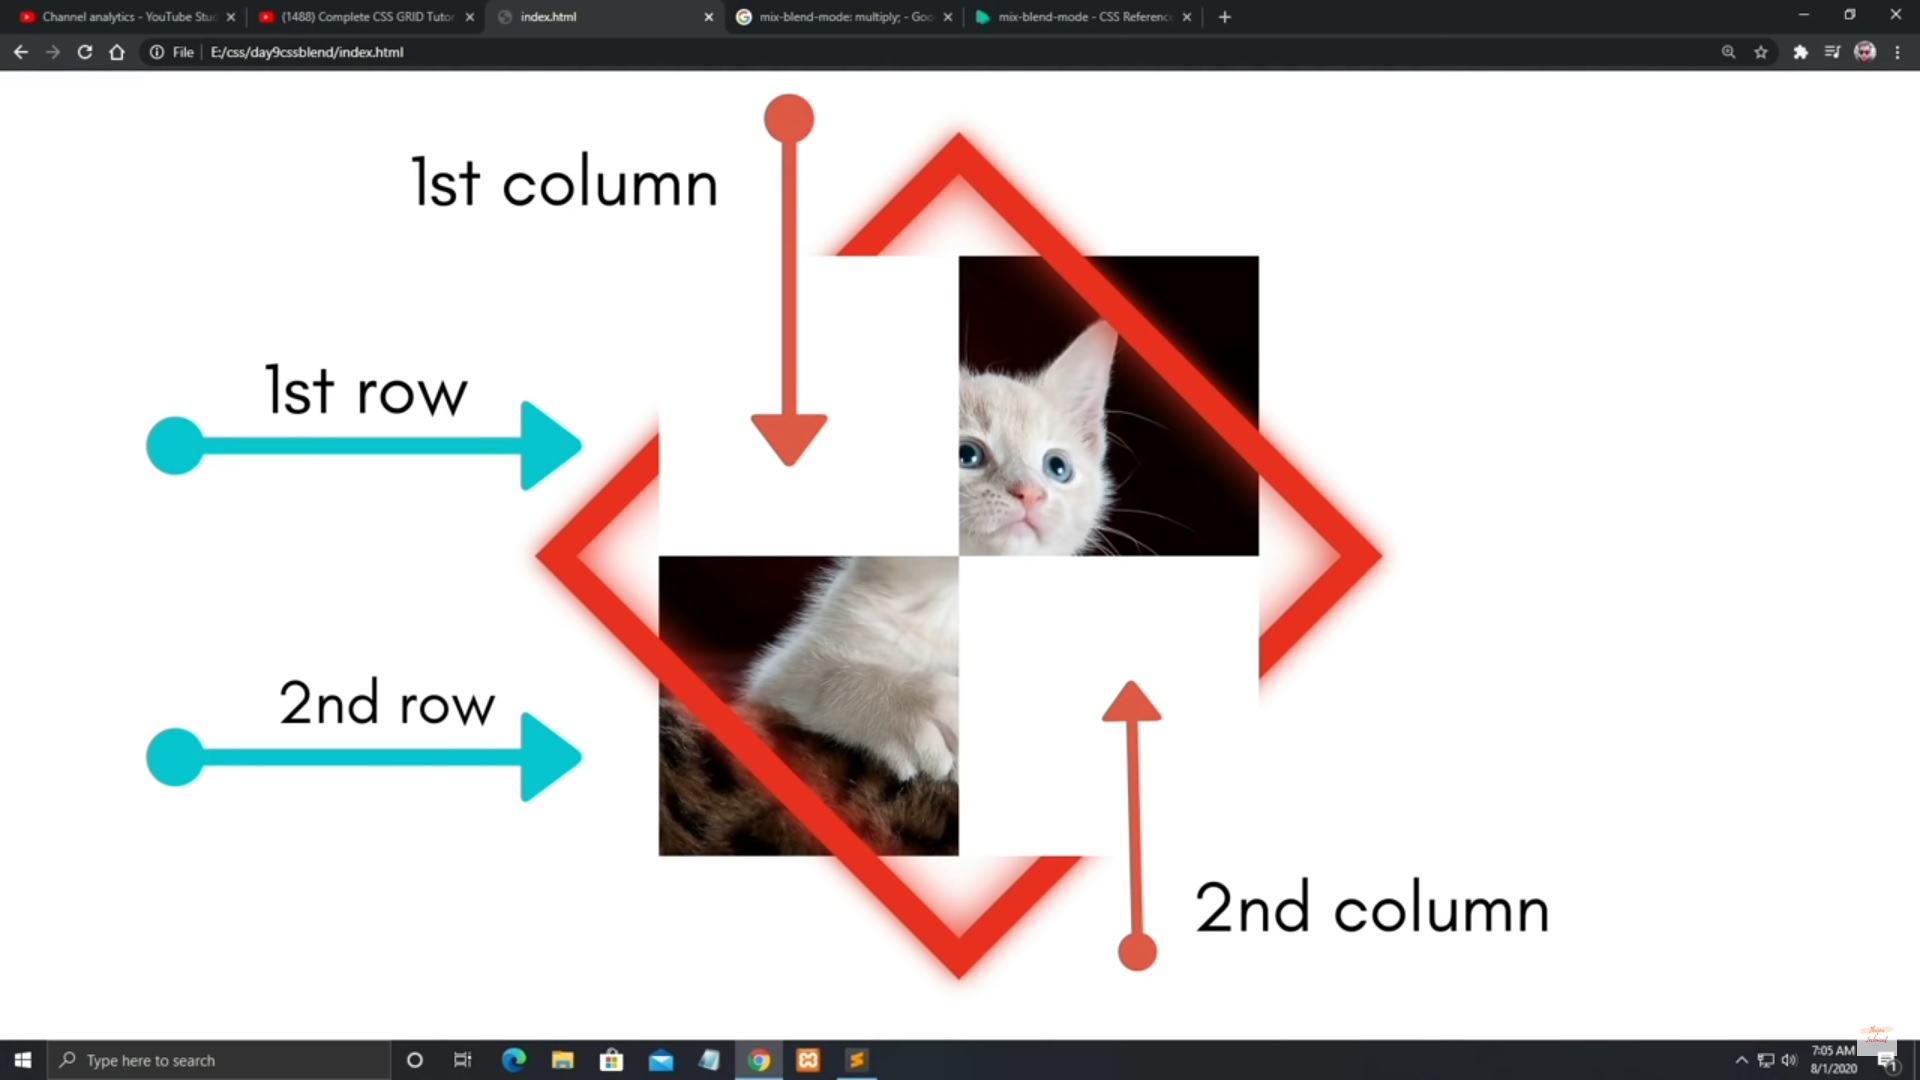 Channel analytics - YouTube Stu
(1488) Complete CSS GRID Tutor
index.html
mix-blend-mode: multiply; - Goo
mix-blend-mode - CSS Referenc
File
E:/css/day9cssblend/index.html
1st column
1st row
2nd row
2nd column
Type here to search
7:05 AM
8/1/2020
1